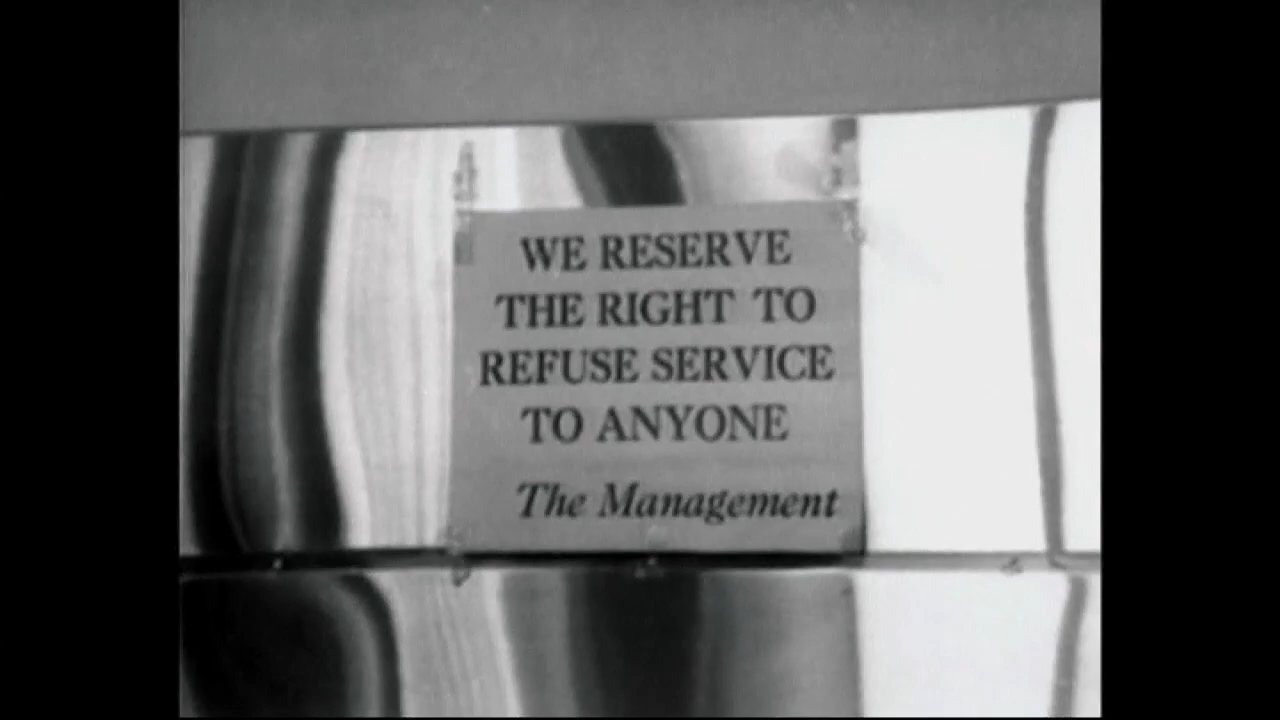 WE RESERVE
THE RIGHT TO
REFUSE SERVICE
TO ANYONE
The Management